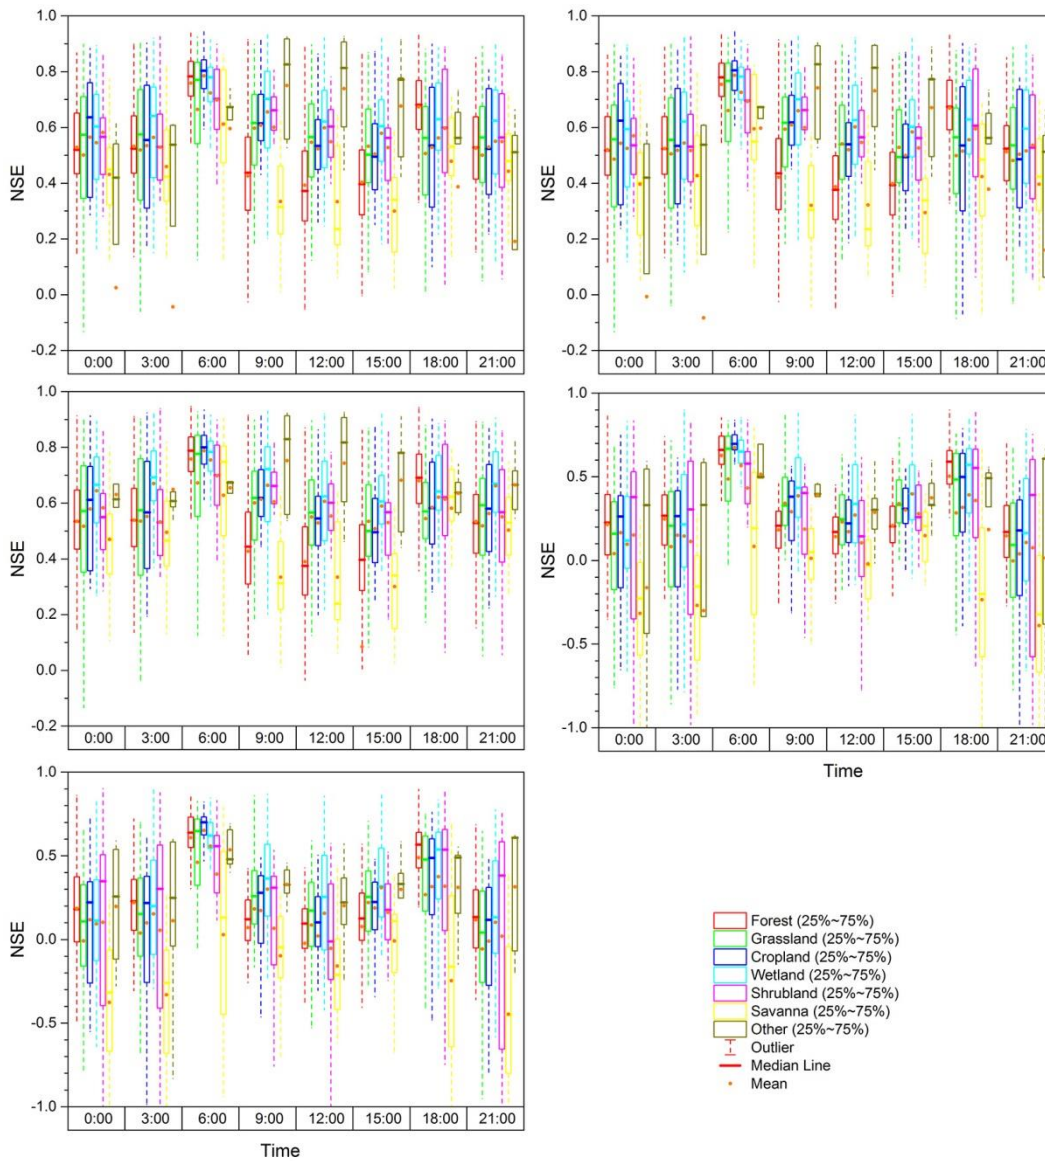 1.0
0.8
0.6
0.4
0.2
0.0
-0.2
NSE
0:00 3:00 6:00 9:00 12:00 15:00 18:00 21:00
1.0
0.8
0.6
0.4
0.2
0.0
-0.2
NSE
0:00 3:00 6:00 9:00 12:00 15:00 18:00 21:00
1.0
0.8
0.6
0.4
0.2
0.0
-0.2
NSE
0:00 3:00 6:00 9:00 12:00 15:00 18:00 21:00
1.0
0.5
0.0
-0.5
-1.0
NSE
0:00 3:00 6:00 9:00 12:00 15:00 18:00 21:00
Time
1.0
0.5
0.0
-0.5
-1.0
NSE
0:00 3:00 6:00 9:00 12:00 15:00 18:00 21:00
Time
Forest (25%~75%)
Grassland (25%~75%)
Cropland (25%~75%)
Wetland (25%~75%)
Shrubland (25%~75%)
Savanna (25%~75%)
Other (25%~75%)
Outlier
Median Line
Mean